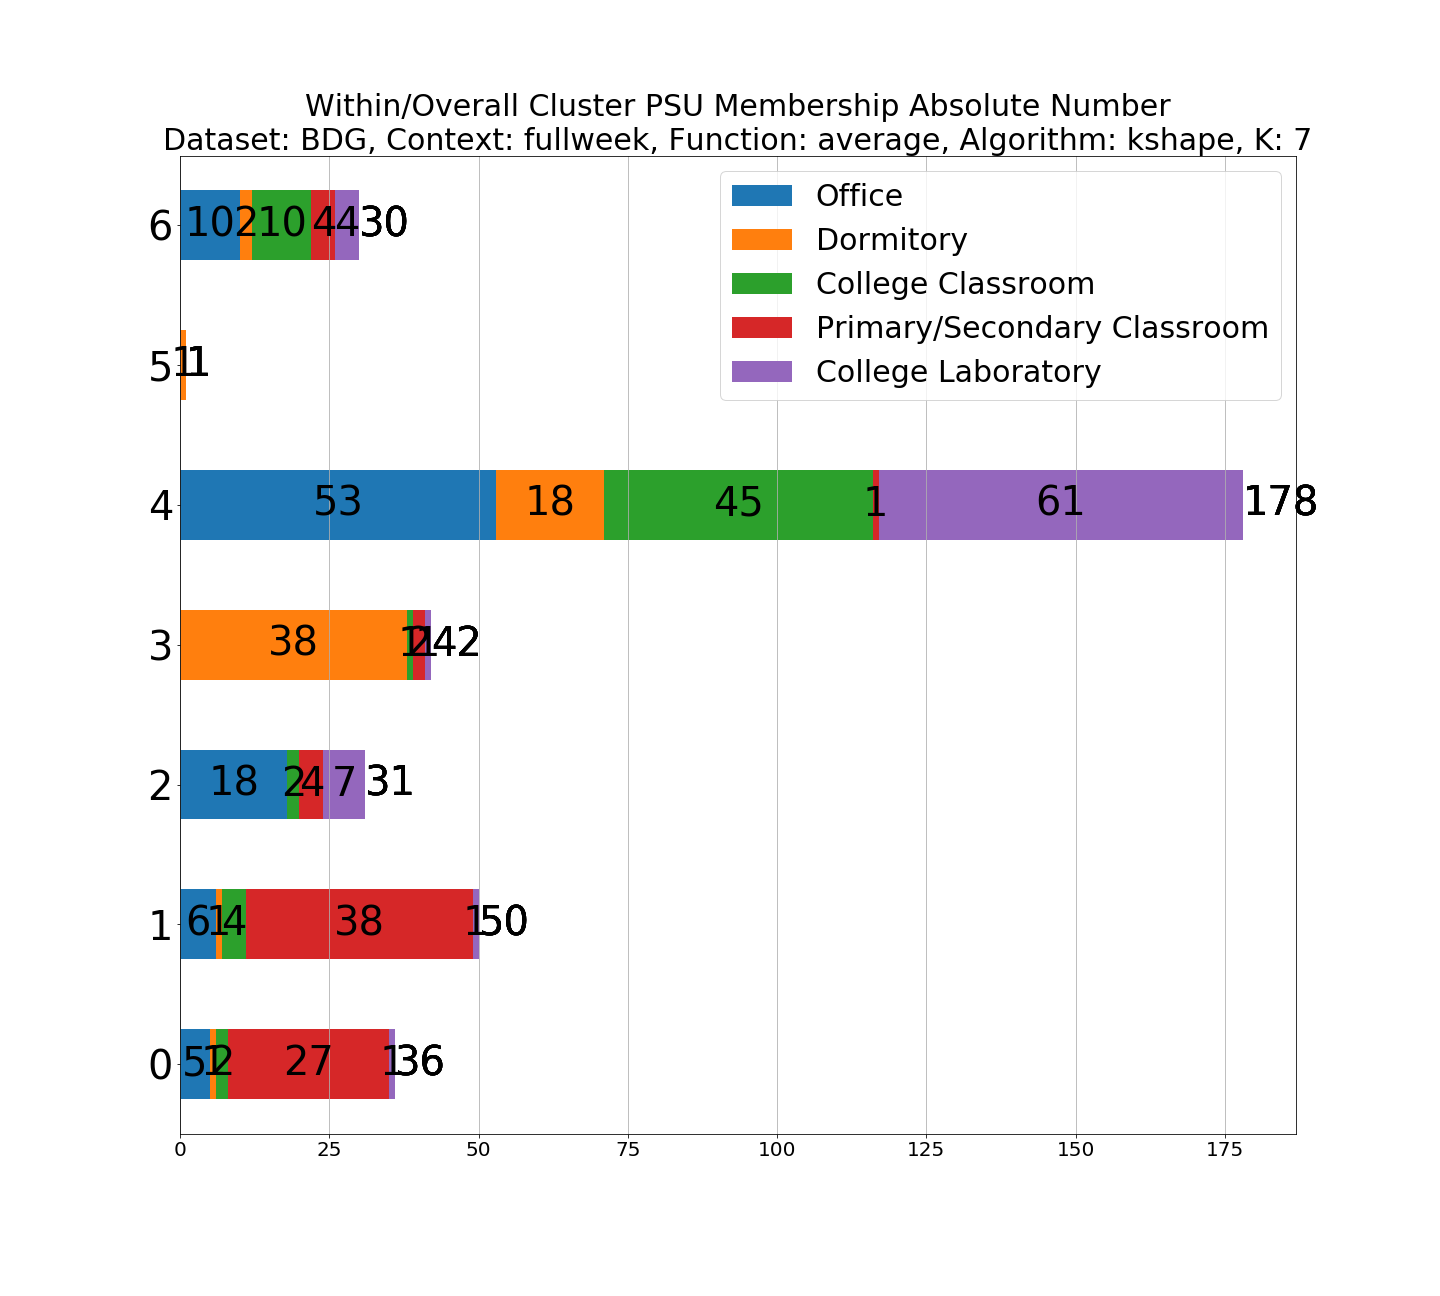 Within/Overall Cluster PSU Membership Absolute Number
Dataset: BDG, Context: fullweek, Function: average, Algorithm: kshape, K: 7
Office
Dormitory
College Classroom
Primary/Secondary Classroom
College Laboratory
6 10 2 10 4 4 30
5 1 1
4 53 18 45 1 61 178
3 38 1 2 1 42
2 18 2 4 7 31
1 6 1 4 38 1 50
0 5 1 2 27 1 36
0 25 50 75 100 125 150 175